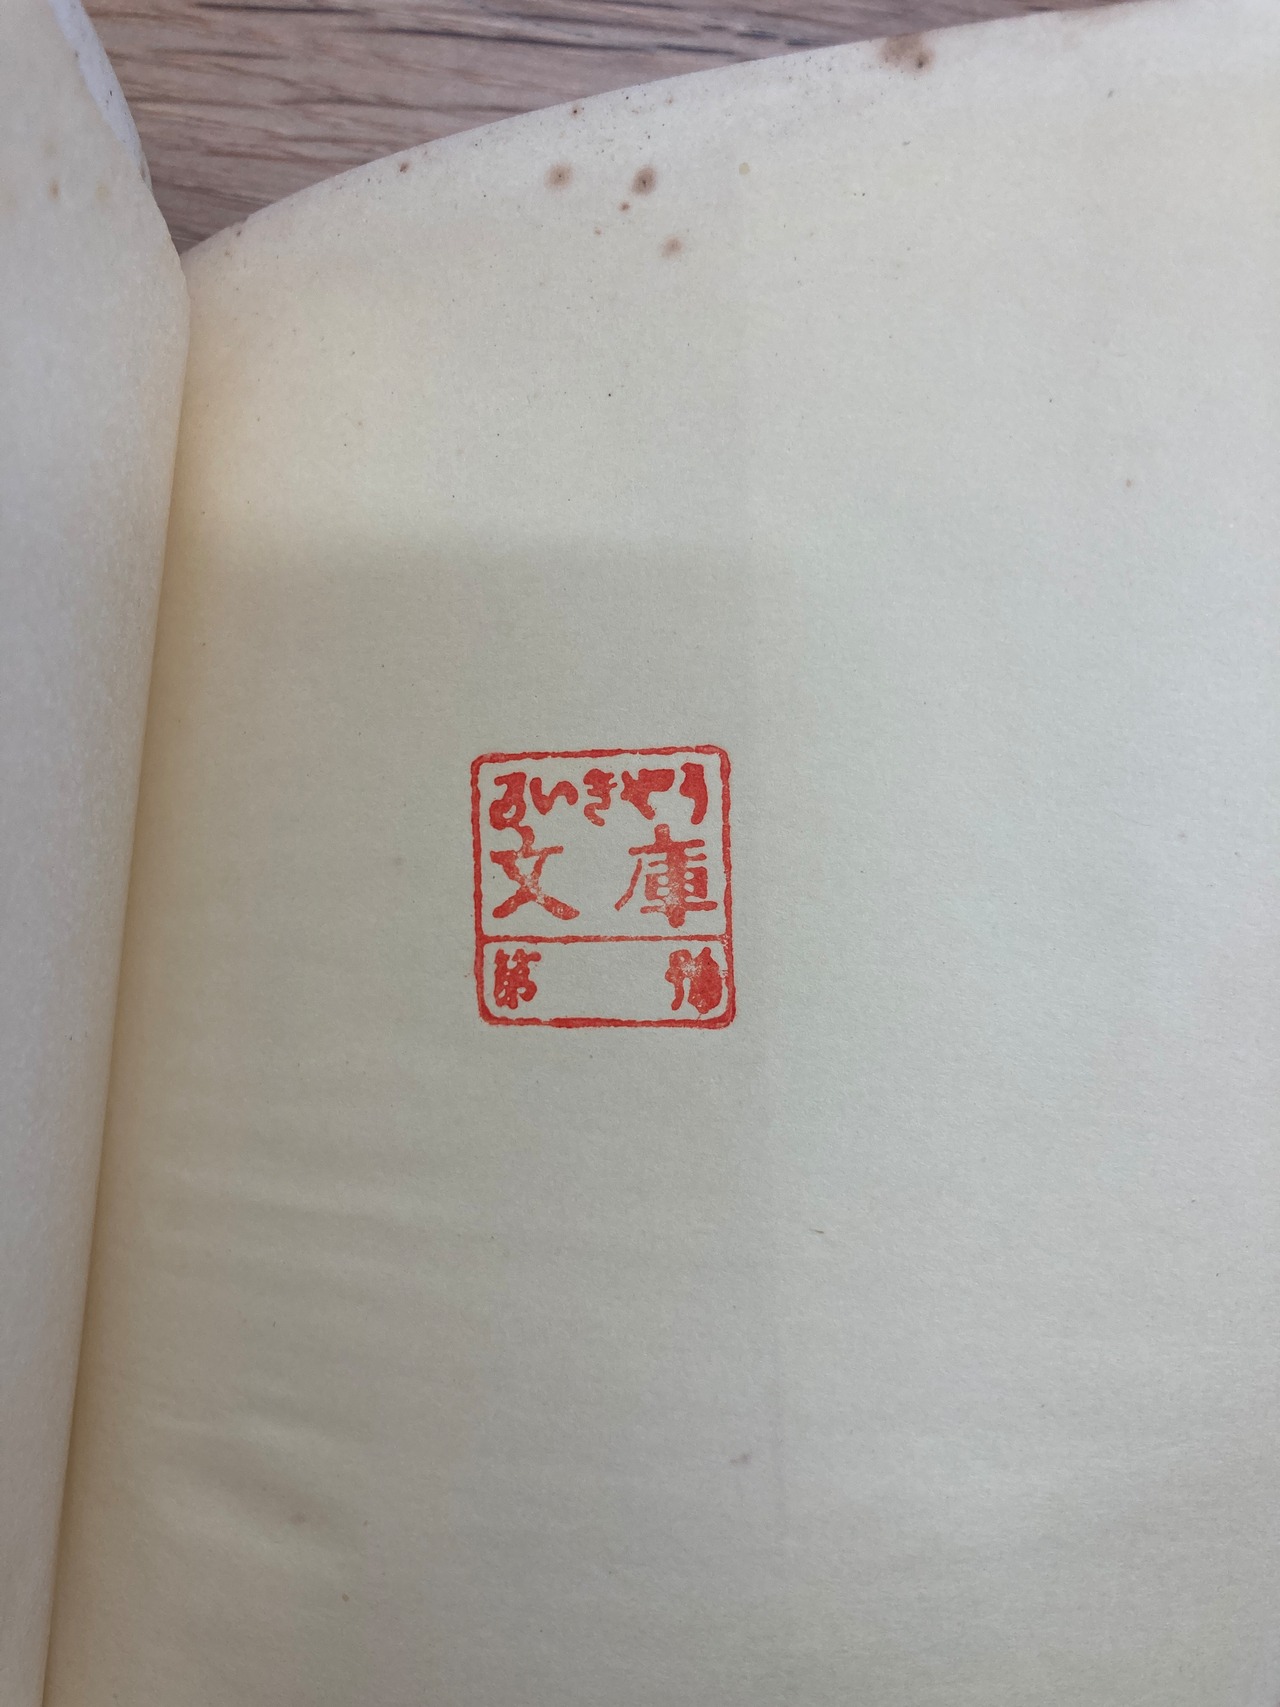 るいきやう
文庫
第 號